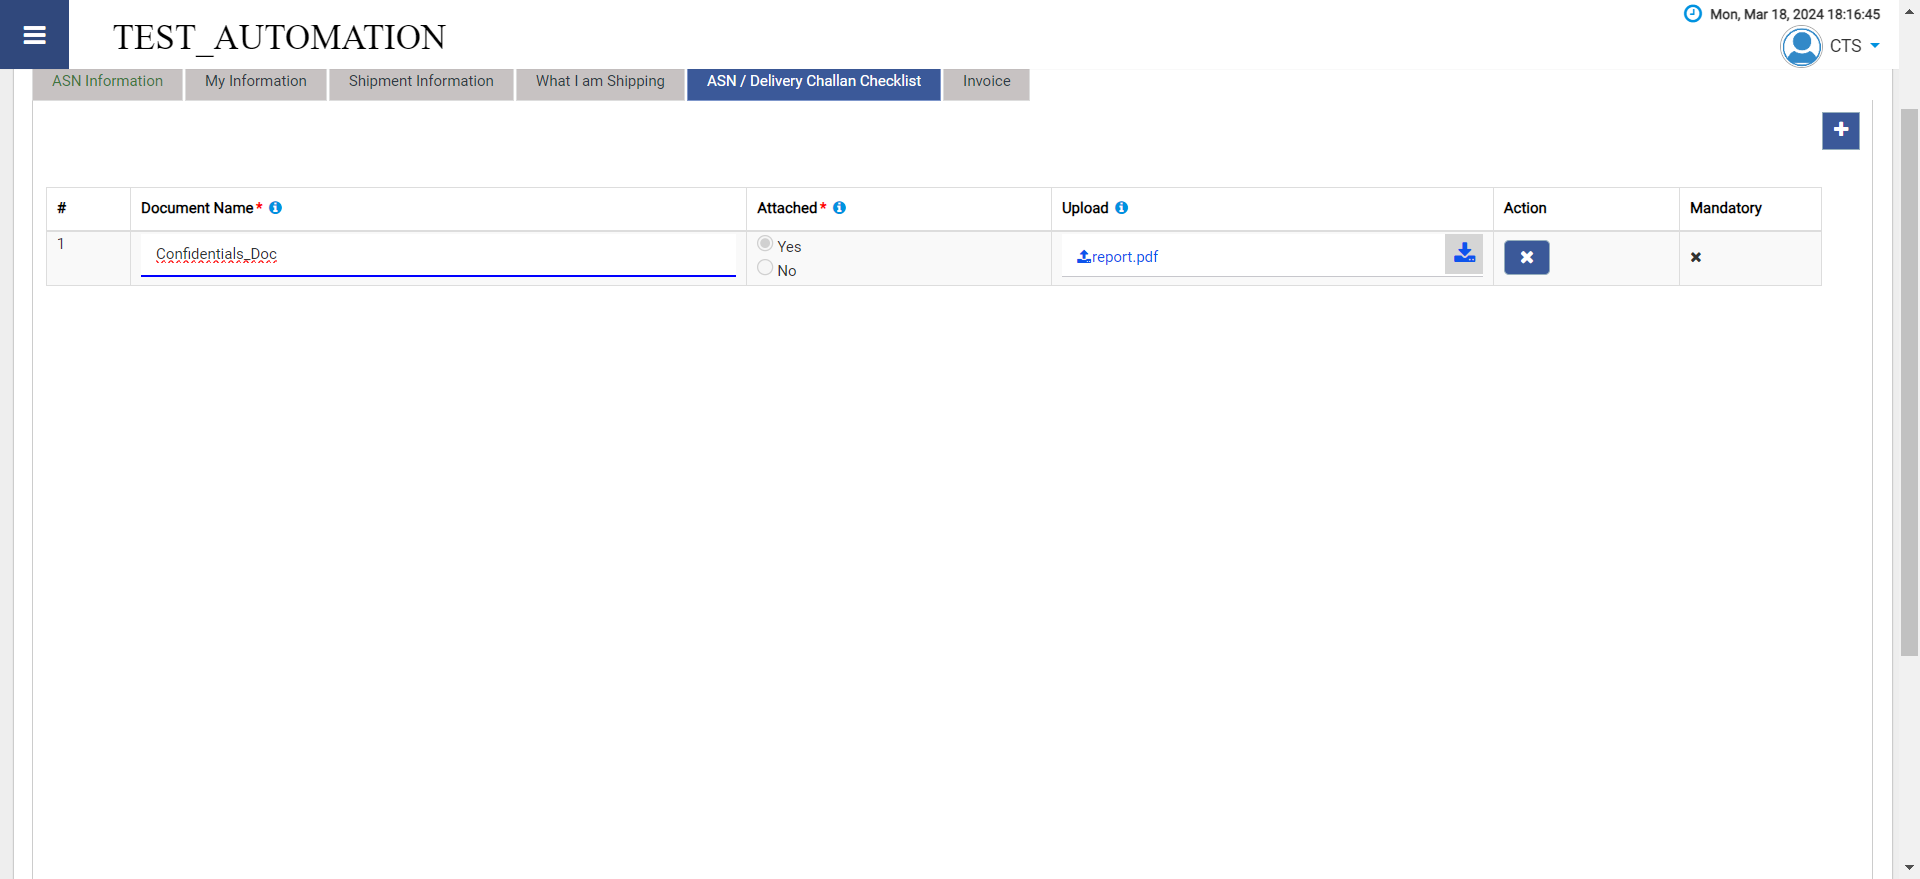 Mon, Mar 18, 2024 18:16:45
TEST_AUTOMATION
CTS
ASN Information My Information Shipment Information What I am Shipping ASN / Delivery Challan Checklist Invoice
# Document Name* Attached* Upload Action Mandatory
1 Confidentials_Doc Yes report.pdf
No